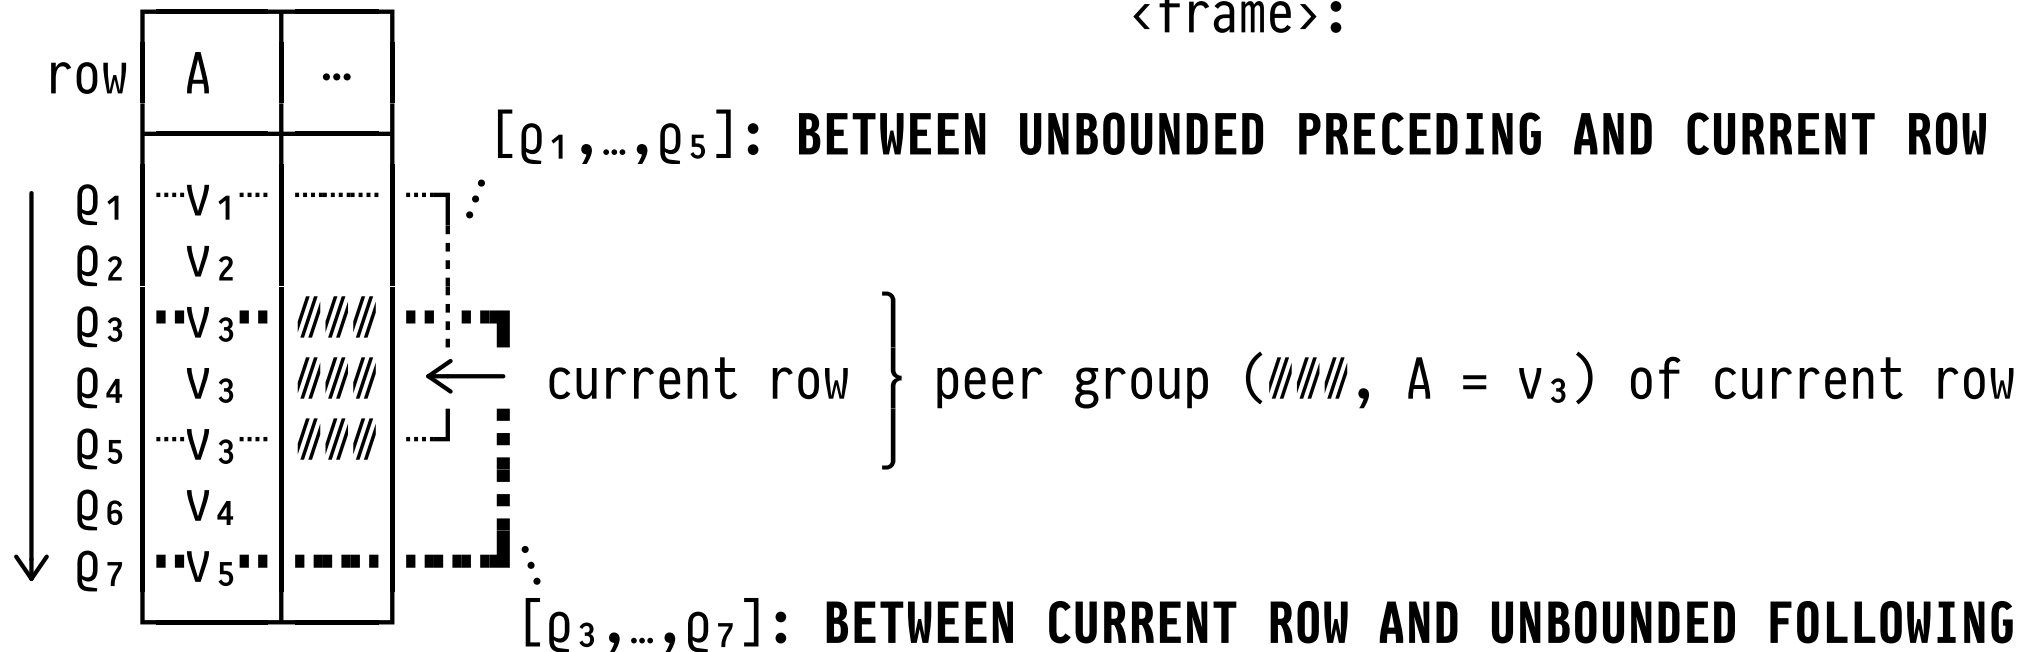 <frame>:
row A …
[ϱ₁,…,ϱ₅]: BETWEEN UNBOUNDED PRECEDING AND CURRENT ROW
ϱ₁ v₁
ϱ₂ v₂
ϱ₃ v₃
ϱ₄ v₃ ← current row } peer group (⫻⫻⫻, A = v₃) of current row
ϱ₅ v₃
ϱ₆ v₄
ϱ₇ v₅
[ϱ₃,…,ϱ₇]: BETWEEN CURRENT ROW AND UNBOUNDED FOLLOWING